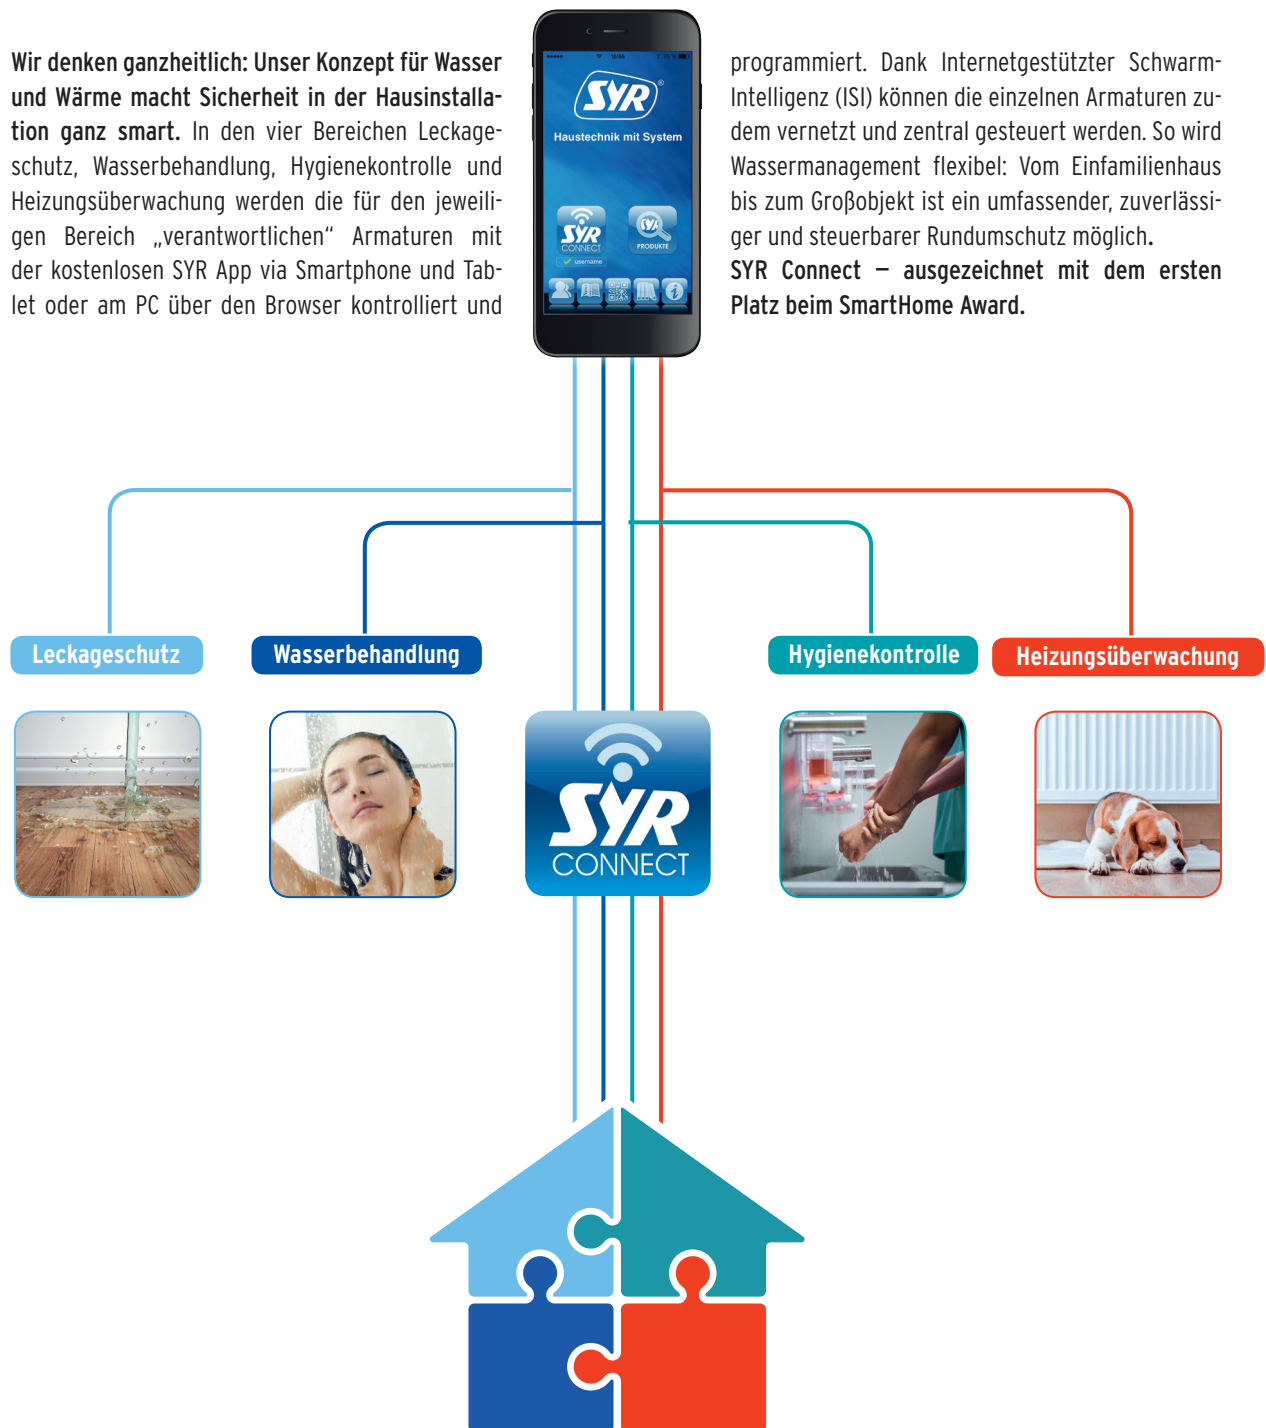 Wir denken ganzheitlich: Unser Konzept für Wasser
und Wärme macht Sicherheit in der Hausinstalla-
tion ganz smart. In den vier Bereichen Leckage-
schutz, Wasserbehandlung, Hygienekontrolle und
Heizungsüberwachung werden die für den jeweili-
gen Bereich „verantwortlichen“ Armaturen mit
der kostenlosen SYR App via Smartphone und Tab-
let oder am PC über den Browser kontrolliert und
SYR®
Haustechnik mit System
SYR
CONNECT
username
SYR
PRODUKTE
programmiert. Dank Internetgestützter Schwarm-
Intelligenz (ISI) können die einzelnen Armaturen zu-
dem vernetzt und zentral gesteuert werden. So wird
Wassermanagement flexibel: Vom Einfamilienhaus
bis zum Großobjekt ist ein umfassender, zuverlässi-
ger und steuerbarer Rundumschutz möglich.
SYR Connect – ausgezeichnet mit dem ersten
Platz beim SmartHome Award.
Leckageschutz
Wasserbehandlung
Hygienekontrolle
Heizungsüberwachung
SYR
CONNECT